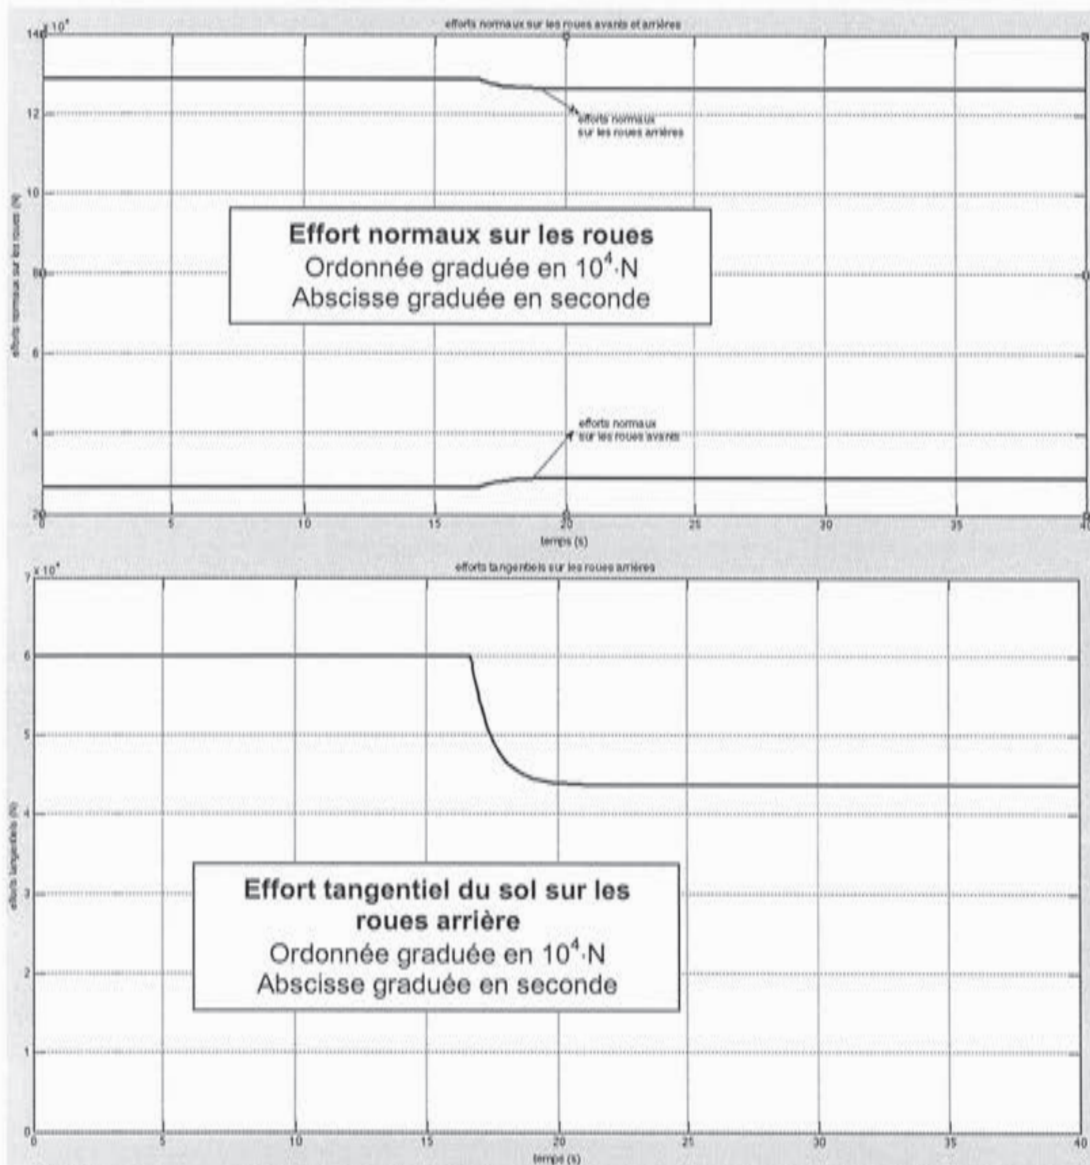 efforts normaux sur les roues avants et arrières
x 10⁴
14
12
10
8
6
4
2
efforts normaux sur les roues (N)
efforts normaux
sur les roues arrières
Effort normaux sur les roues
Ordonnée graduée en 10⁴·N
Abscisse graduée en seconde
efforts normaux
sur les roues avants
0 5 10 15 20 25 30 35 40
temps (s)
efforts tangentiels sur les roues arrières
x 10⁴
7
6
5
4
3
2
1
0
efforts tangentiels (N)
Effort tangentiel du sol sur les
roues arrière
Ordonnée graduée en 10⁴·N
Abscisse graduée en seconde
0 5 10 15 20 25 30 35 40
temps (s)